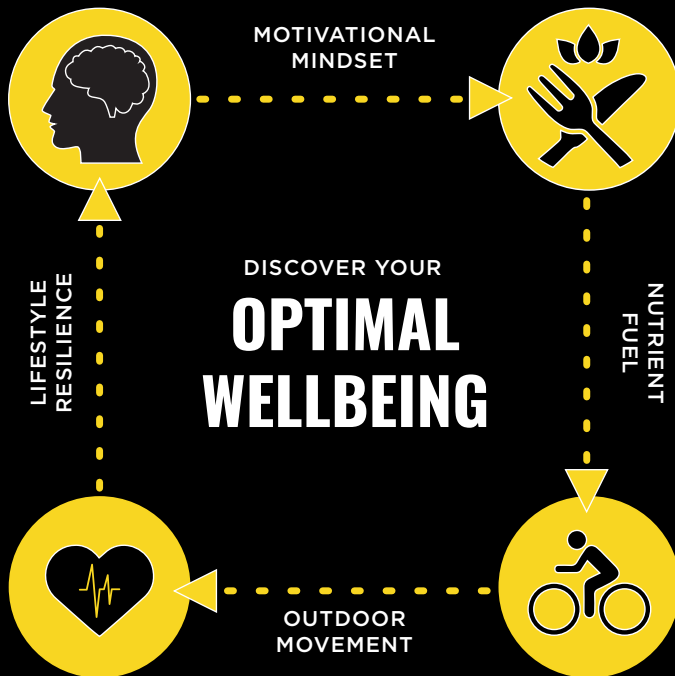 MOTIVATIONAL
MINDSET
DISCOVER YOUR
OPTIMAL
WELLBEING
LIFESTYLE
RESILIENCE
NUTRIENT
FUEL
OUTDOOR
MOVEMENT